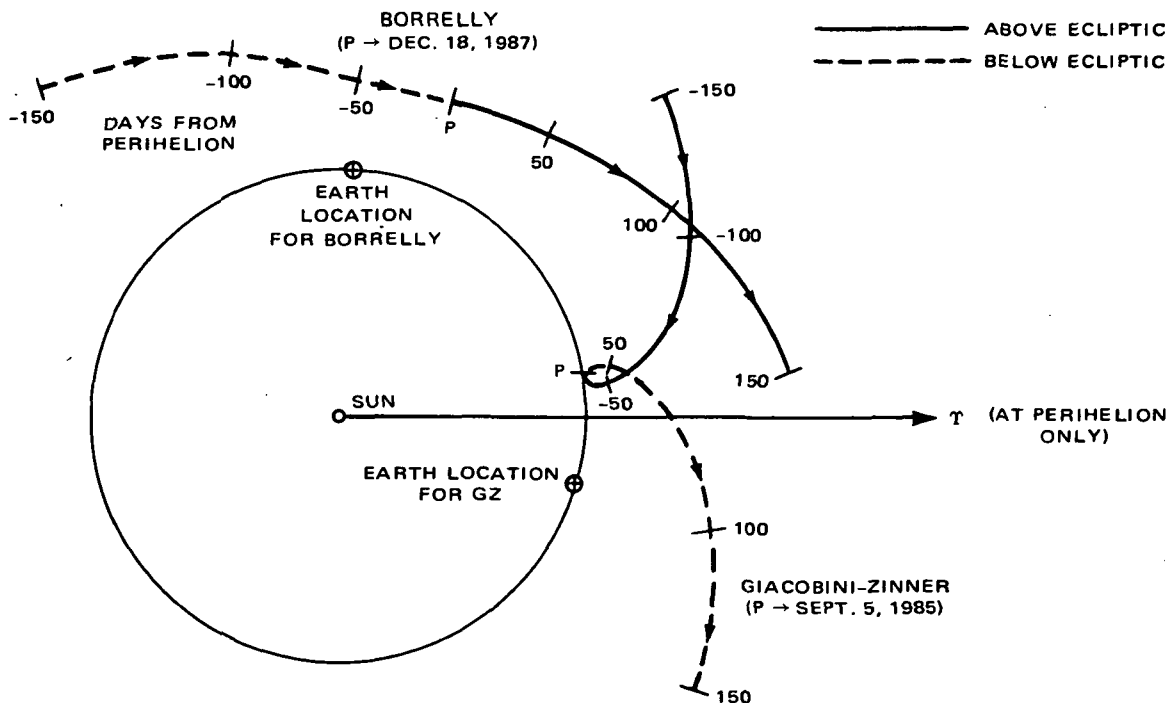 BORRELLY
(P → DEC. 18, 1987)
ABOVE ECLIPTIC
BELOW ECLIPTIC
-150
-100
-50
P
50
100
150
DAYS FROM
PERIHELION
-150
-100
EARTH
LOCATION
FOR BORRELLY
50
P
-50
SUN
♈ (AT PERIHELION
ONLY)
EARTH LOCATION
FOR GZ
100
GIACOBINI-ZINNER
(P → SEPT. 5, 1985)
150